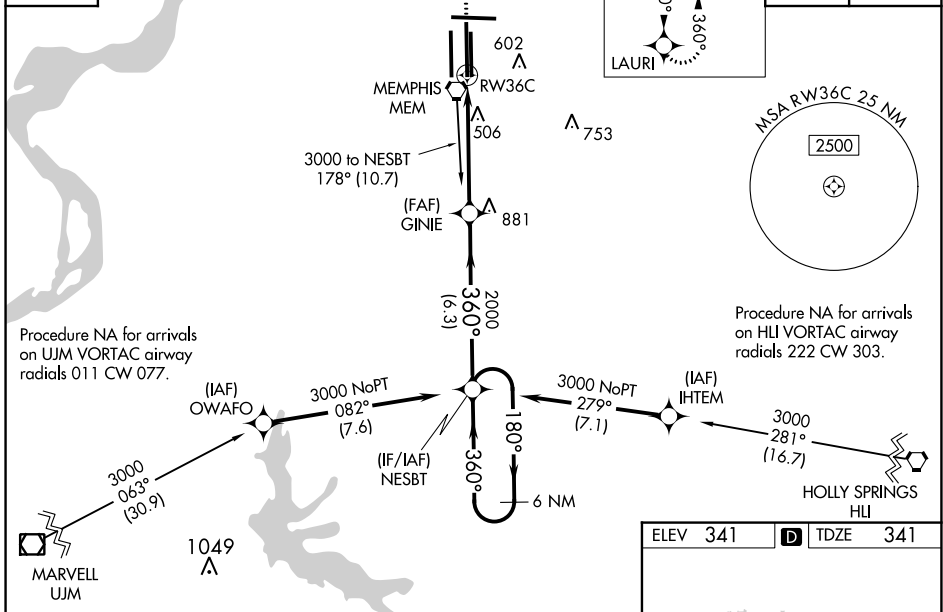 360°
LAURI
602
MEMPHIS
MEM
RW36C
506
753
MSA RW36C 25 NM
2500
3000 to NESBT
178° (10.7)
(FAF)
GINIE
881
2000
360°
(6.3)
Procedure NA for arrivals
on UJM VORTAC airway
radials 011 CW 077.
Procedure NA for arrivals
on HLI VORTAC airway
radials 222 CW 303.
(IAF)
OWAFO
3000 NoPT
082°
(7.6)
3000 NoPT
279°
(7.1)
(IAF)
IHTEM
180°
360°
(IF/IAF)
NESBT
6 NM
3000
281°
(16.7)
HOLLY SPRINGS
HLI
3000
063°
(30.9)
MARVELL
UJM
1049
ELEV 341 D TDZE 341